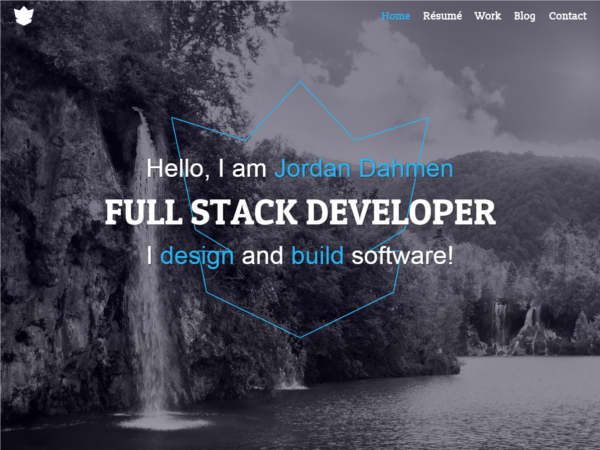 Home Résumé Work Blog Contact
Hello, I am Jordan Dahmen
FULL STACK DEVELOPER
I design and build software!